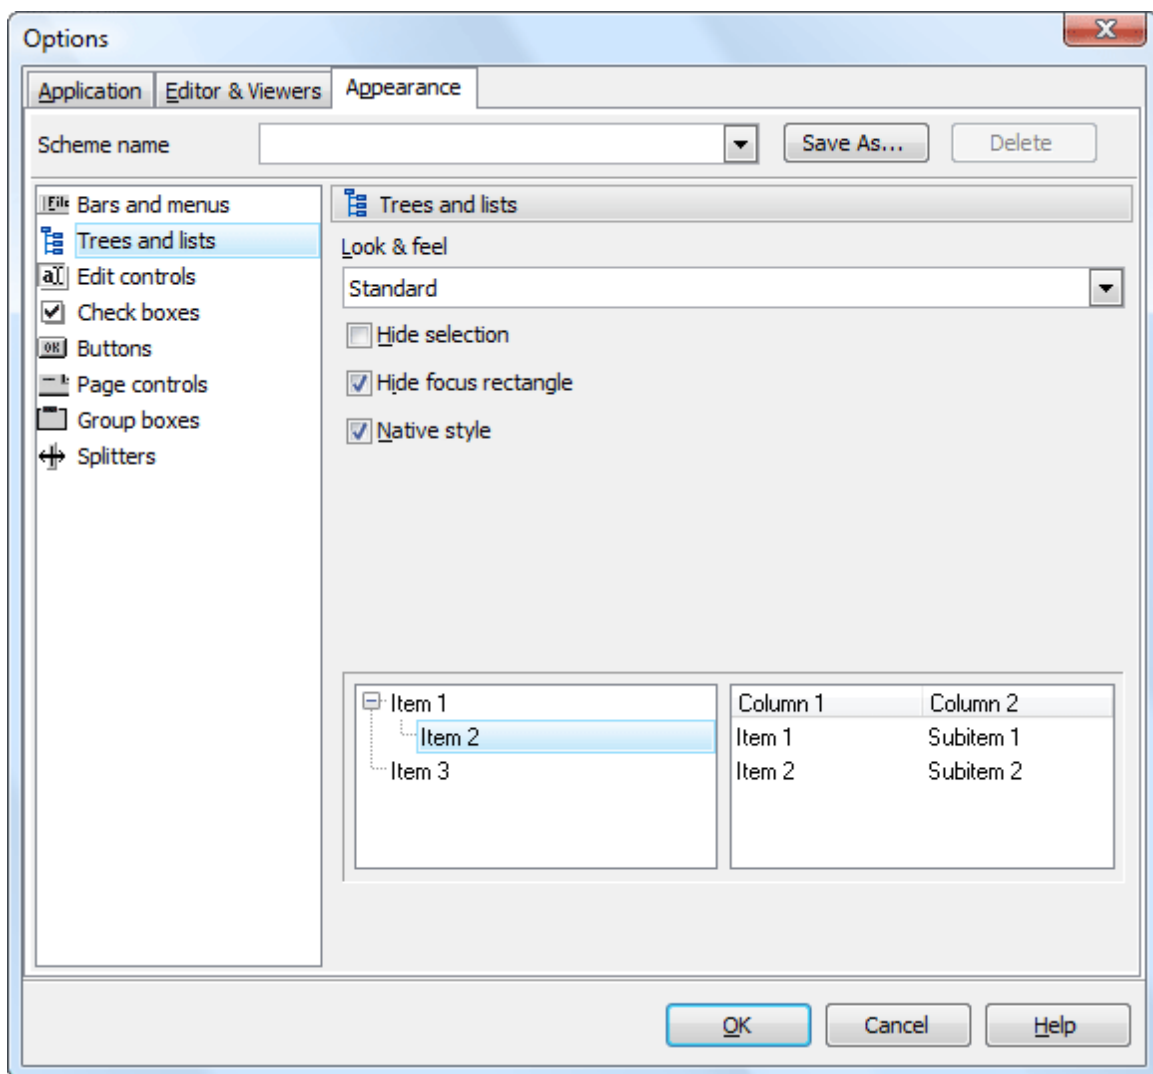 Options
Application Editor & Viewers Appearance
Scheme name Save As... Delete
Bars and menus
Trees and lists
Edit controls
Check boxes
Buttons
Page controls
Group boxes
Splitters
Trees and lists
Look & feel
Standard
Hide selection
Hide focus rectangle
Native style
Item 1
Item 2
Item 3
Column 1 Column 2
Item 1 Subitem 1
Item 2 Subitem 2
OK Cancel Help